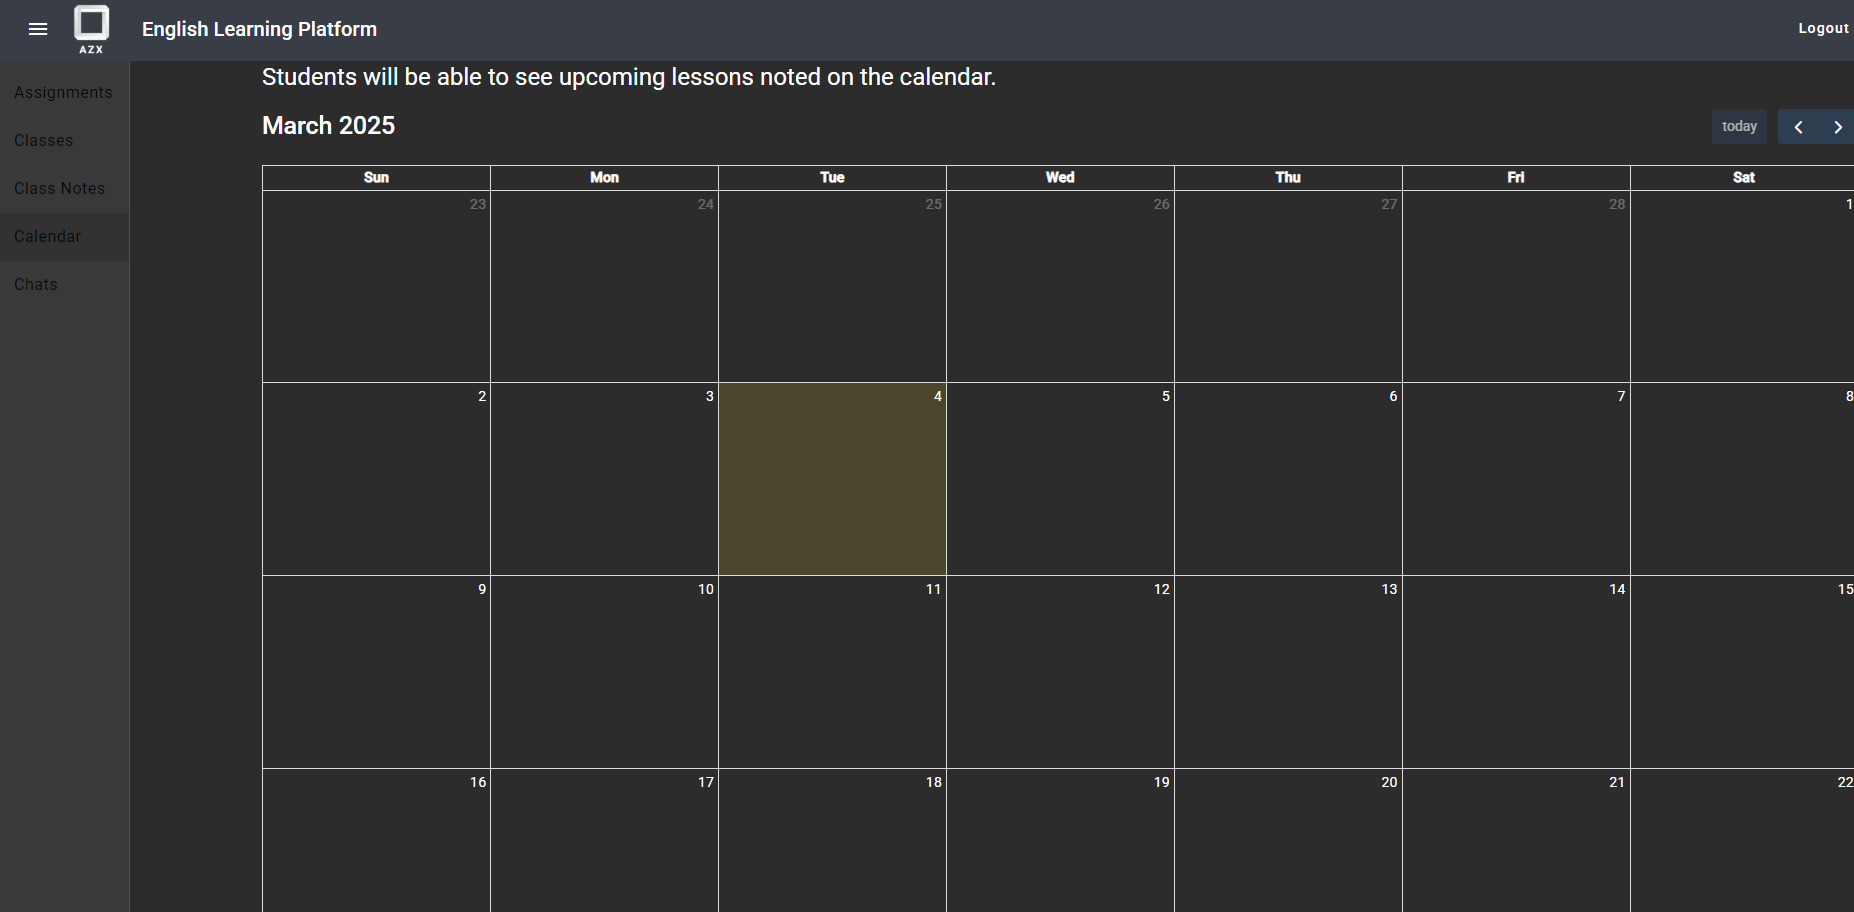 AZX
English Learning Platform
Logout
Assignments
Classes
Class Notes
Calendar
Chats
Students will be able to see upcoming lessons noted on the calendar.
March 2025
today
Sun Mon Tue Wed Thu Fri Sat
23 24 25 26 27 28 1
2 3 4 5 6 7 8
9 10 11 12 13 14 15
16 17 18 19 20 21 22